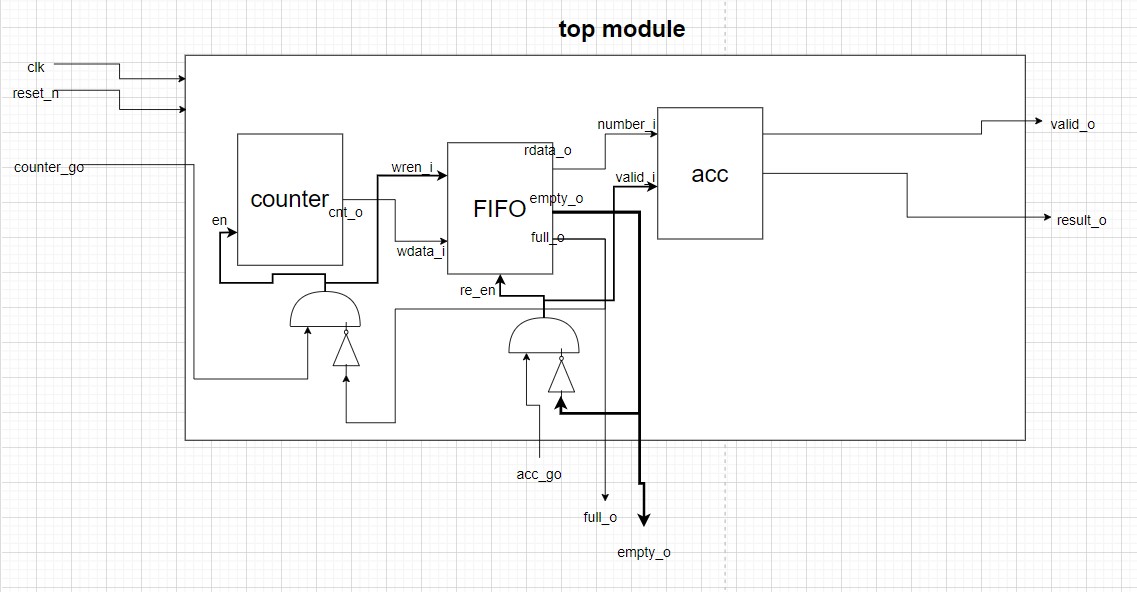 top module
clk
reset_n
counter_go
counter
cnt_o
en
wren_i
wdata_i
FIFO
rdata_o
empty_o
full_o
re_en
number_i
valid_i
acc
valid_o
result_o
acc_go
full_o
empty_o